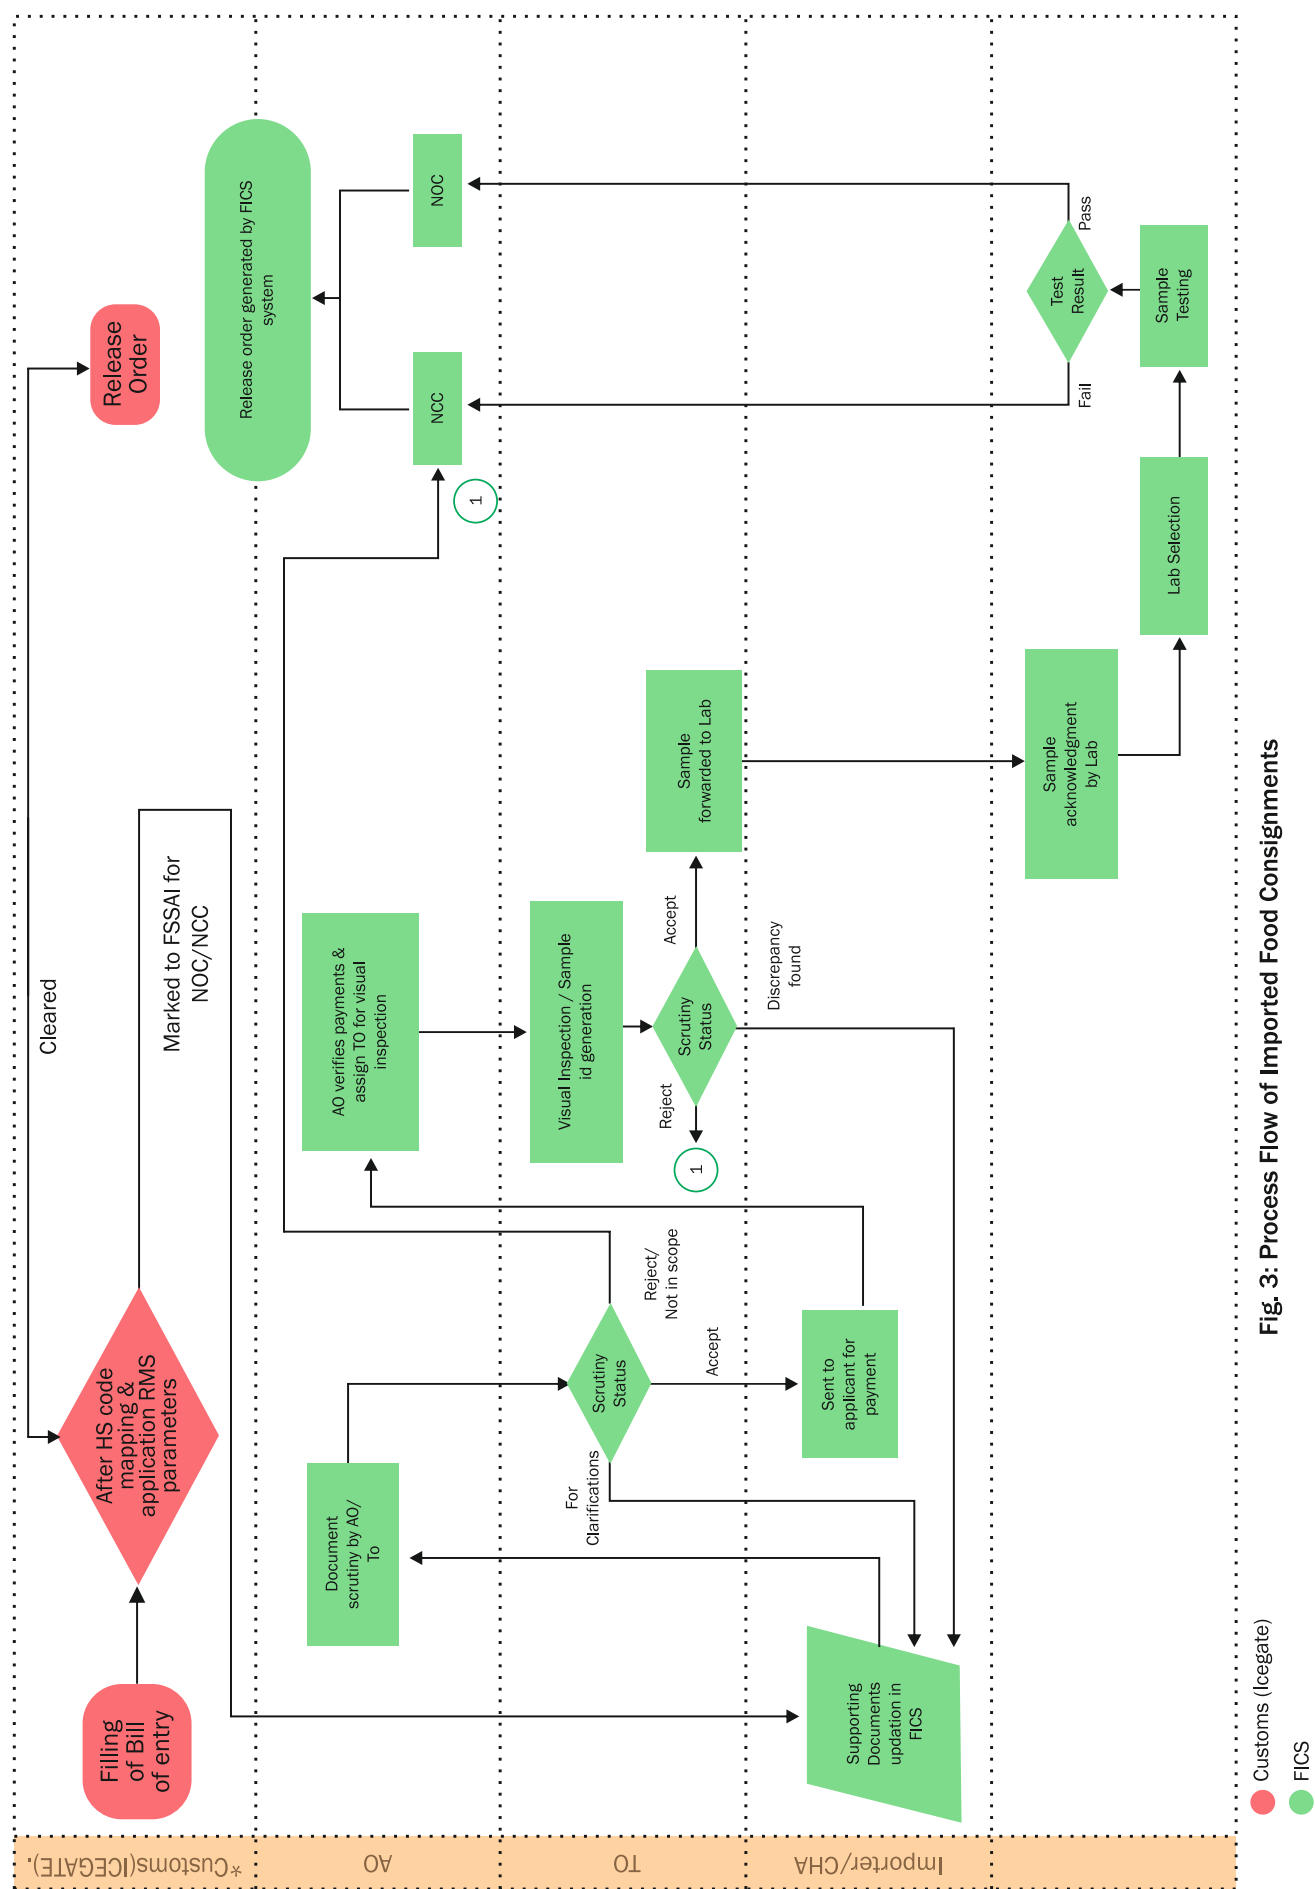 *Customs(ICEGATE).
AO
TO
Importer/CHA
Filling
of Bill
of entry
After HS code
mapping &
application RMS
parameters
Cleared
Release
Order
Marked to FSSAI for
NOC/NCC
Release order generated by FICS
system
Document
scrutiny by AO/
To
AO verifies payments &
assign TO for visual
inspection
NCC
NOC
1
Scrutiny
Status
For
Clarifications
Accept
Reject/
Not in scope
Visual Inspection / Sample
id generation
Scrutiny
Status
Reject
1
Accept
Discrepancy
found
Sample
forwarded to Lab
Supporting
Documents
updation in
FICS
Sent to
applicant for
payment
Sample
acknowledgment
by Lab
Lab Selection
Sample
Testing
Test
Result
Fail
Pass
Customs (Icegate)
FICS
Fig. 3: Process Flow of Imported Food Consignments